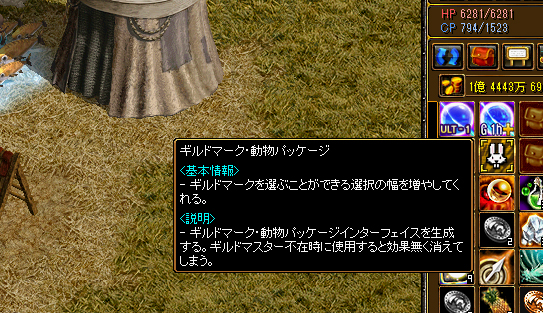 HP 6281/6281
CP 794/1523
1億 4443万 69
ULT-1
G 1h+
ギルドマーク・動物パッケージ
<基本情報>
- ギルドマークを選ぶことができる選択の幅を増やしてく
れる。
<説明>
- ギルドマーク・動物パッケージインターフェイスを生成
する。ギルドマスター不在時に使用すると効果無く消えて
しまう。
2
2
9